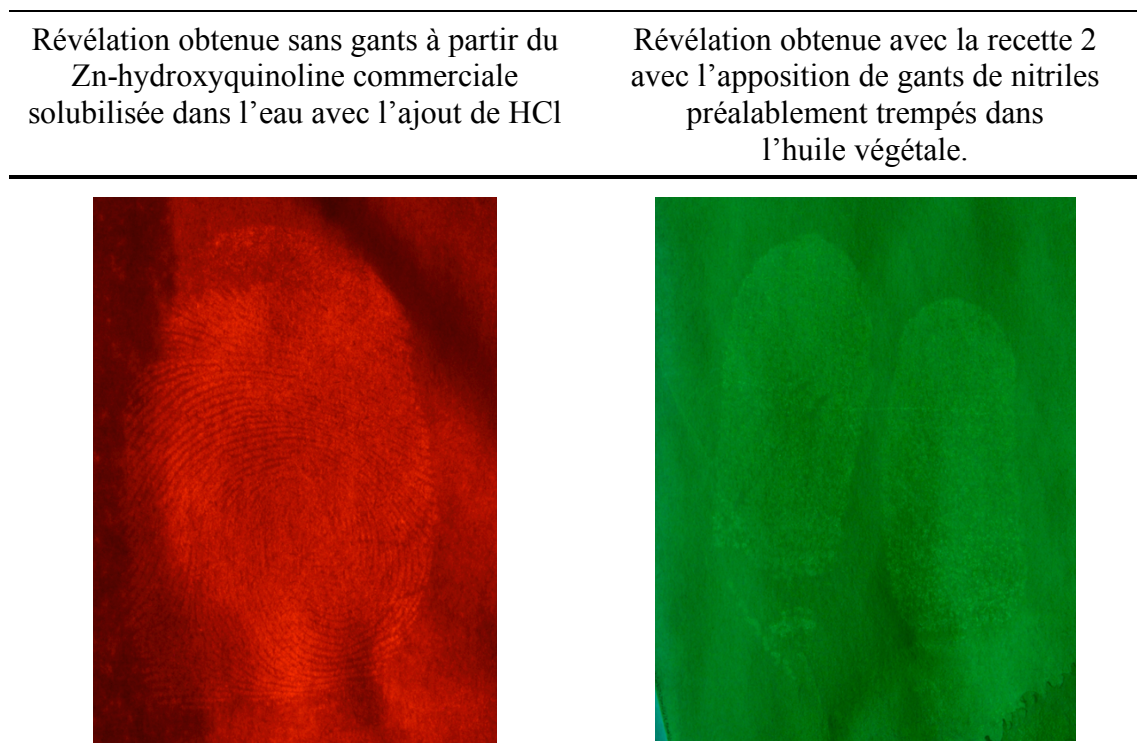 Révélation obtenue sans gants à partir du
Zn-hydroxyquinoline commerciale
solubilisée dans l’eau avec l’ajout de HCl
Révélation obtenue avec la recette 2
avec l’apposition de gants de nitriles
préalablement trempés dans
l’huile végétale.